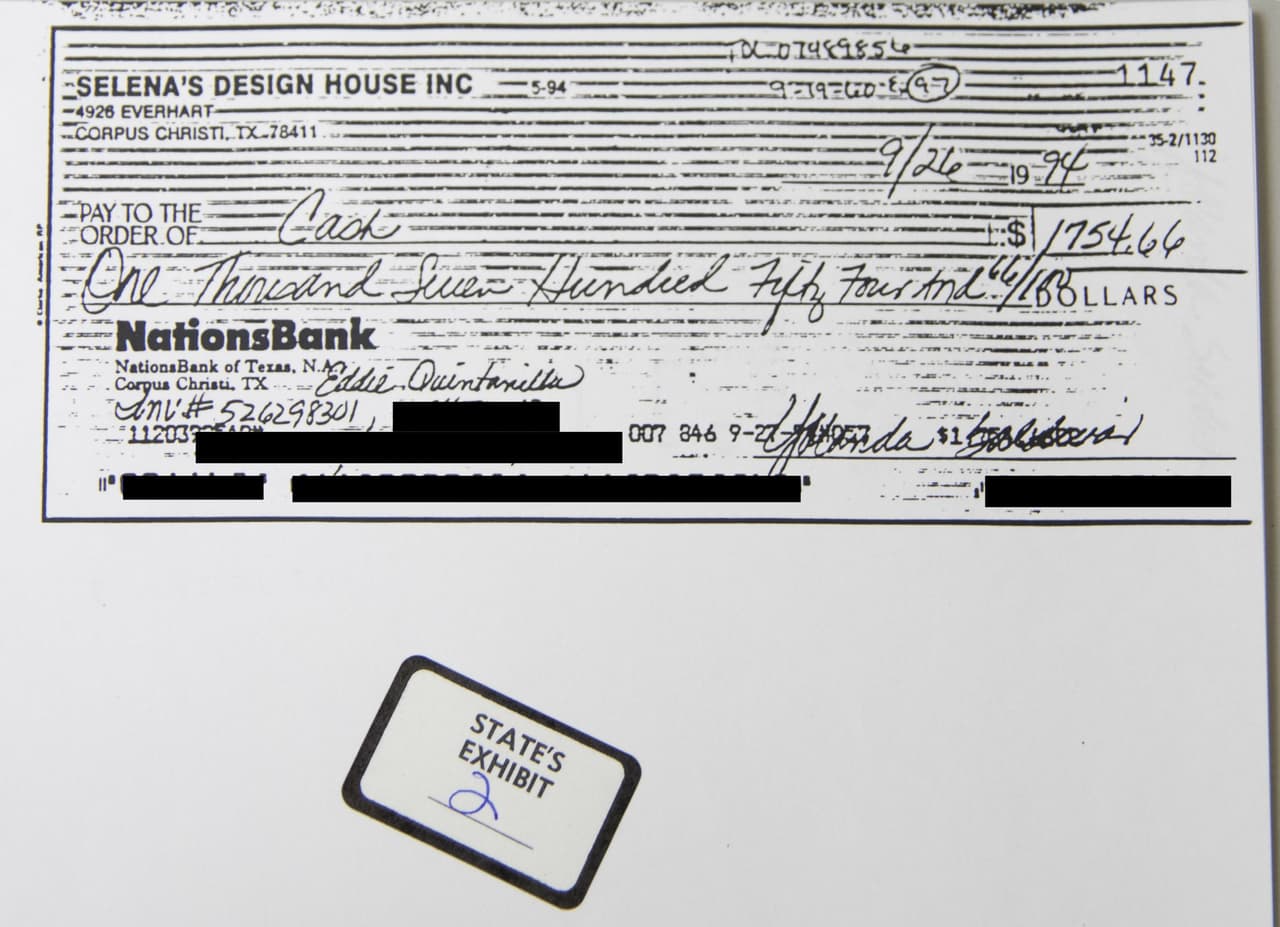 TDL 07489856
SELENA'S DESIGN HOUSE INC 5-94 9-19-60 97 1147
4926 EVERHART
CORPUS CHRISTI, TX 78411
35-2/1130
112
9/26 19 94
PAY TO THE
ORDER OF Cash $ 1754.66
One Thousand Seven Hundred Fifty Four and 66/100 DOLLARS
NationsBank
NationsBank of Texas, N.A.
Corpus Christi, TX Eddie Quintanilla
Inv# 526298301
007 846 9-27- Yolanda
STATE'S
EXHIBIT
2